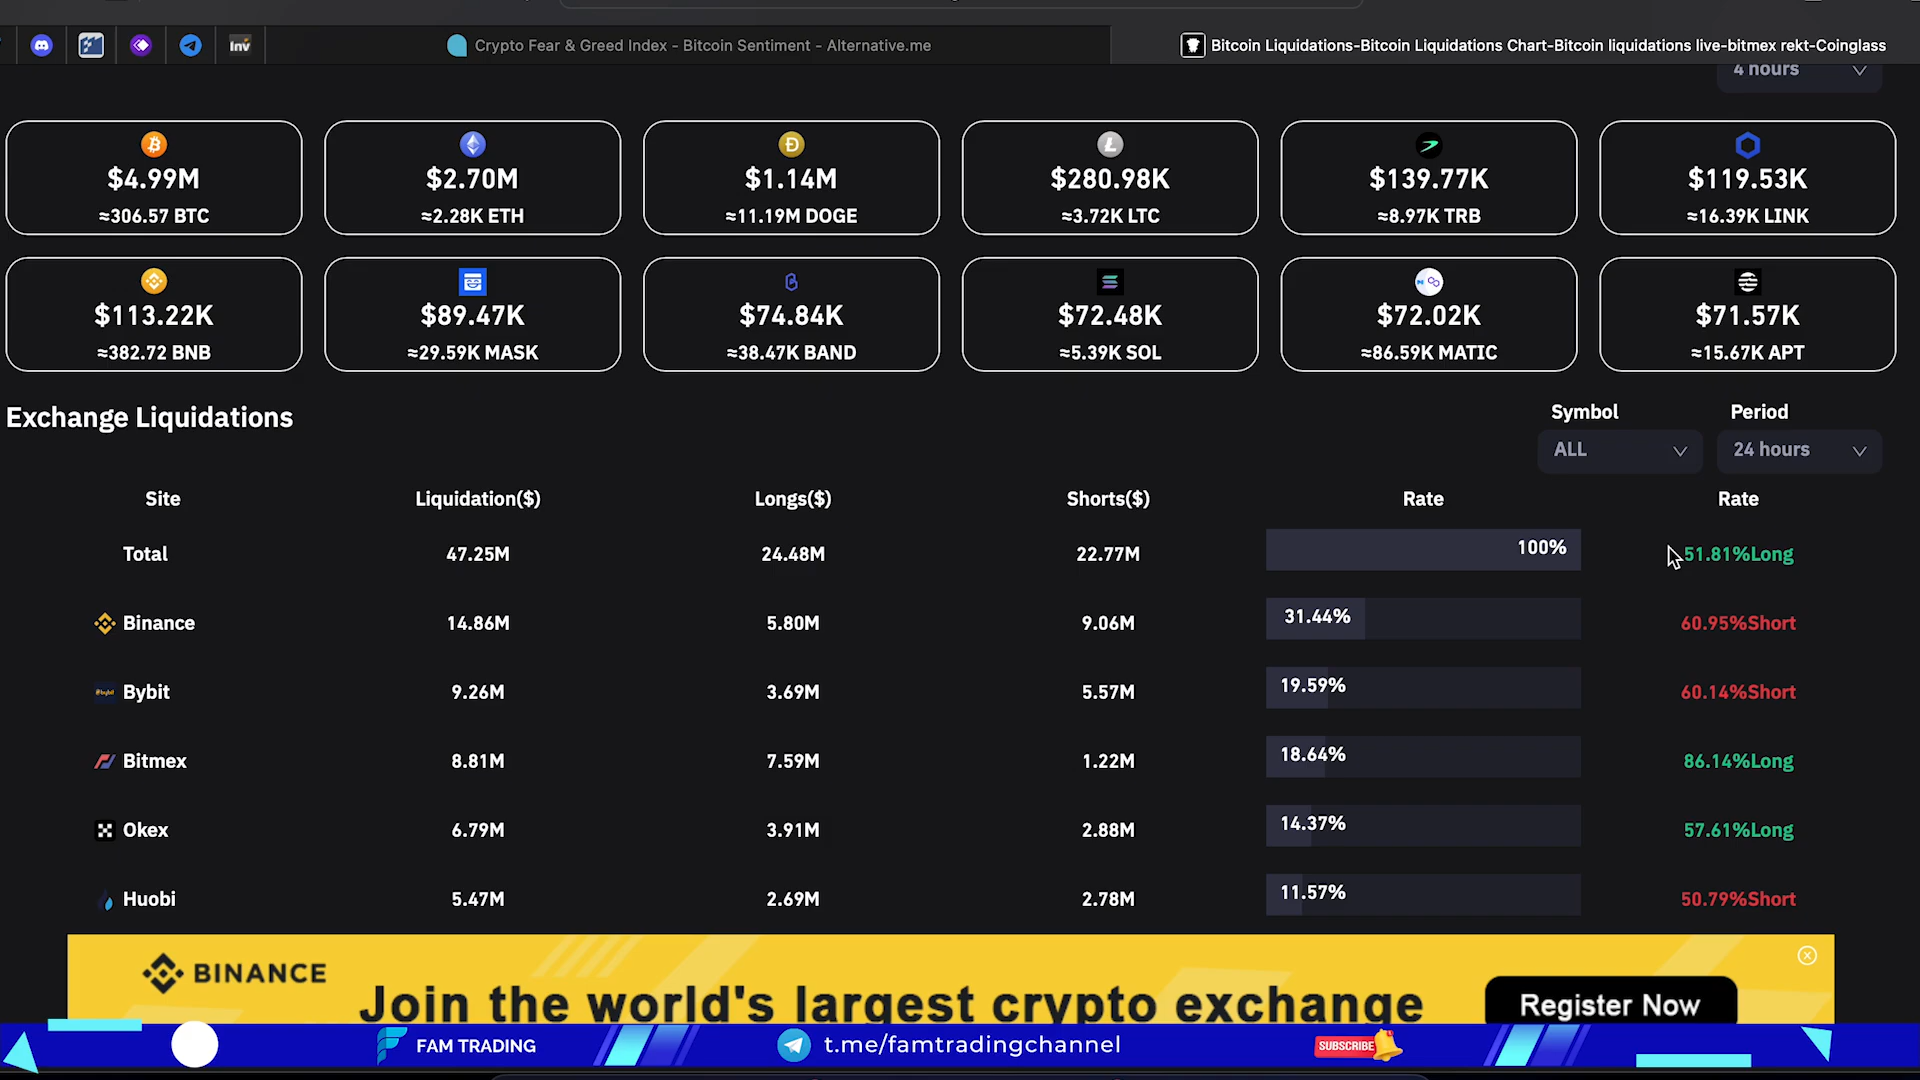 Inv
Crypto Fear & Greed Index - Bitcoin Sentiment - Alternative.me
Bitcoin Liquidations-Bitcoin Liquidations Chart-Bitcoin liquidations live-bitmex rekt-Coinglass
4 hours
$4.99M $2.70M $1.14M $280.98K $139.77K $119.53K
≈306.57 BTC ≈2.28K ETH ≈11.19M DOGE ≈3.72K LTC ≈8.97K TRB ≈16.39K LINK
$113.22K $89.47K $74.84K $72.48K $72.02K $71.57K
≈382.72 BNB ≈29.59K MASK ≈38.47K BAND ≈5.39K SOL ≈86.59K MATIC ≈15.67K APT
Exchange Liquidations
Symbol Period
ALL 24 hours
Site Liquidation($) Longs($) Shorts($) Rate Rate
Total 47.25M 24.48M 22.77M 100% 51.81%Long
Binance 14.86M 5.80M 9.06M 31.44% 60.95%Short
Bybit 9.26M 3.69M 5.57M 19.59% 60.14%Short
Bitmex 8.81M 7.59M 1.22M 18.64% 86.14%Long
Okex 6.79M 3.91M 2.88M 14.37% 57.61%Long
Huobi 5.47M 2.69M 2.78M 11.57% 50.79%Short
BINANCE
Join the world's largest crypto exchange
Register Now
FAM TRADING
t.me/famtradingchannel
SUBSCRIBE